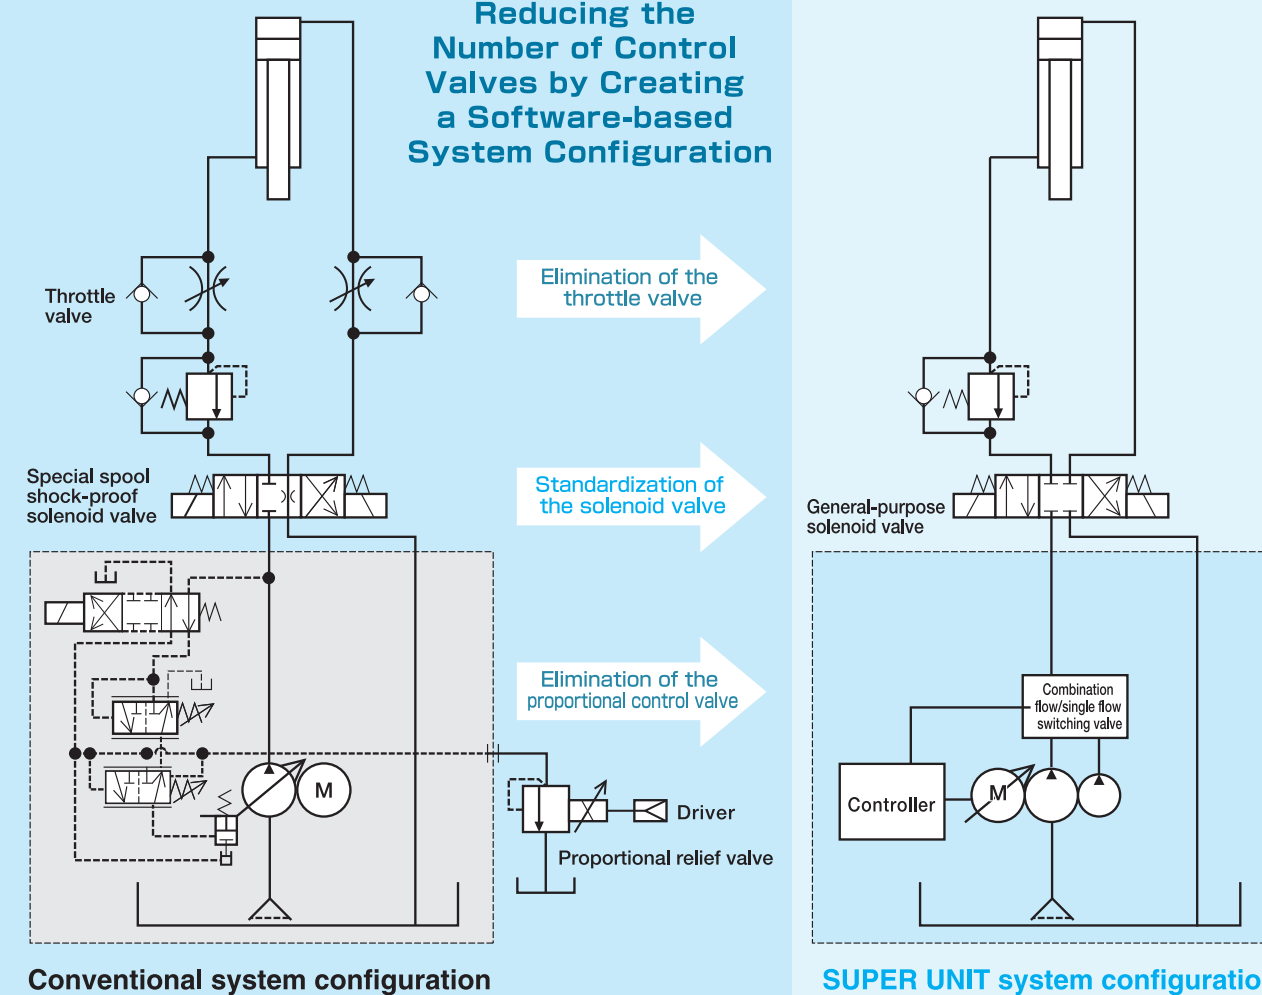 Reducing the
Number of Control
Valves by Creating
a Software-based
System Configuration
Throttle
valve
Elimination of the
throttle valve
Special spool
shock-proof
solenoid valve
Standardization of
the solenoid valve
General-purpose
solenoid valve
Elimination of the
proportional control valve
Combination
flow/single flow
switching valve
M
Driver
Proportional relief valve
Controller
M
Conventional system configuration
SUPER UNIT system configuratio